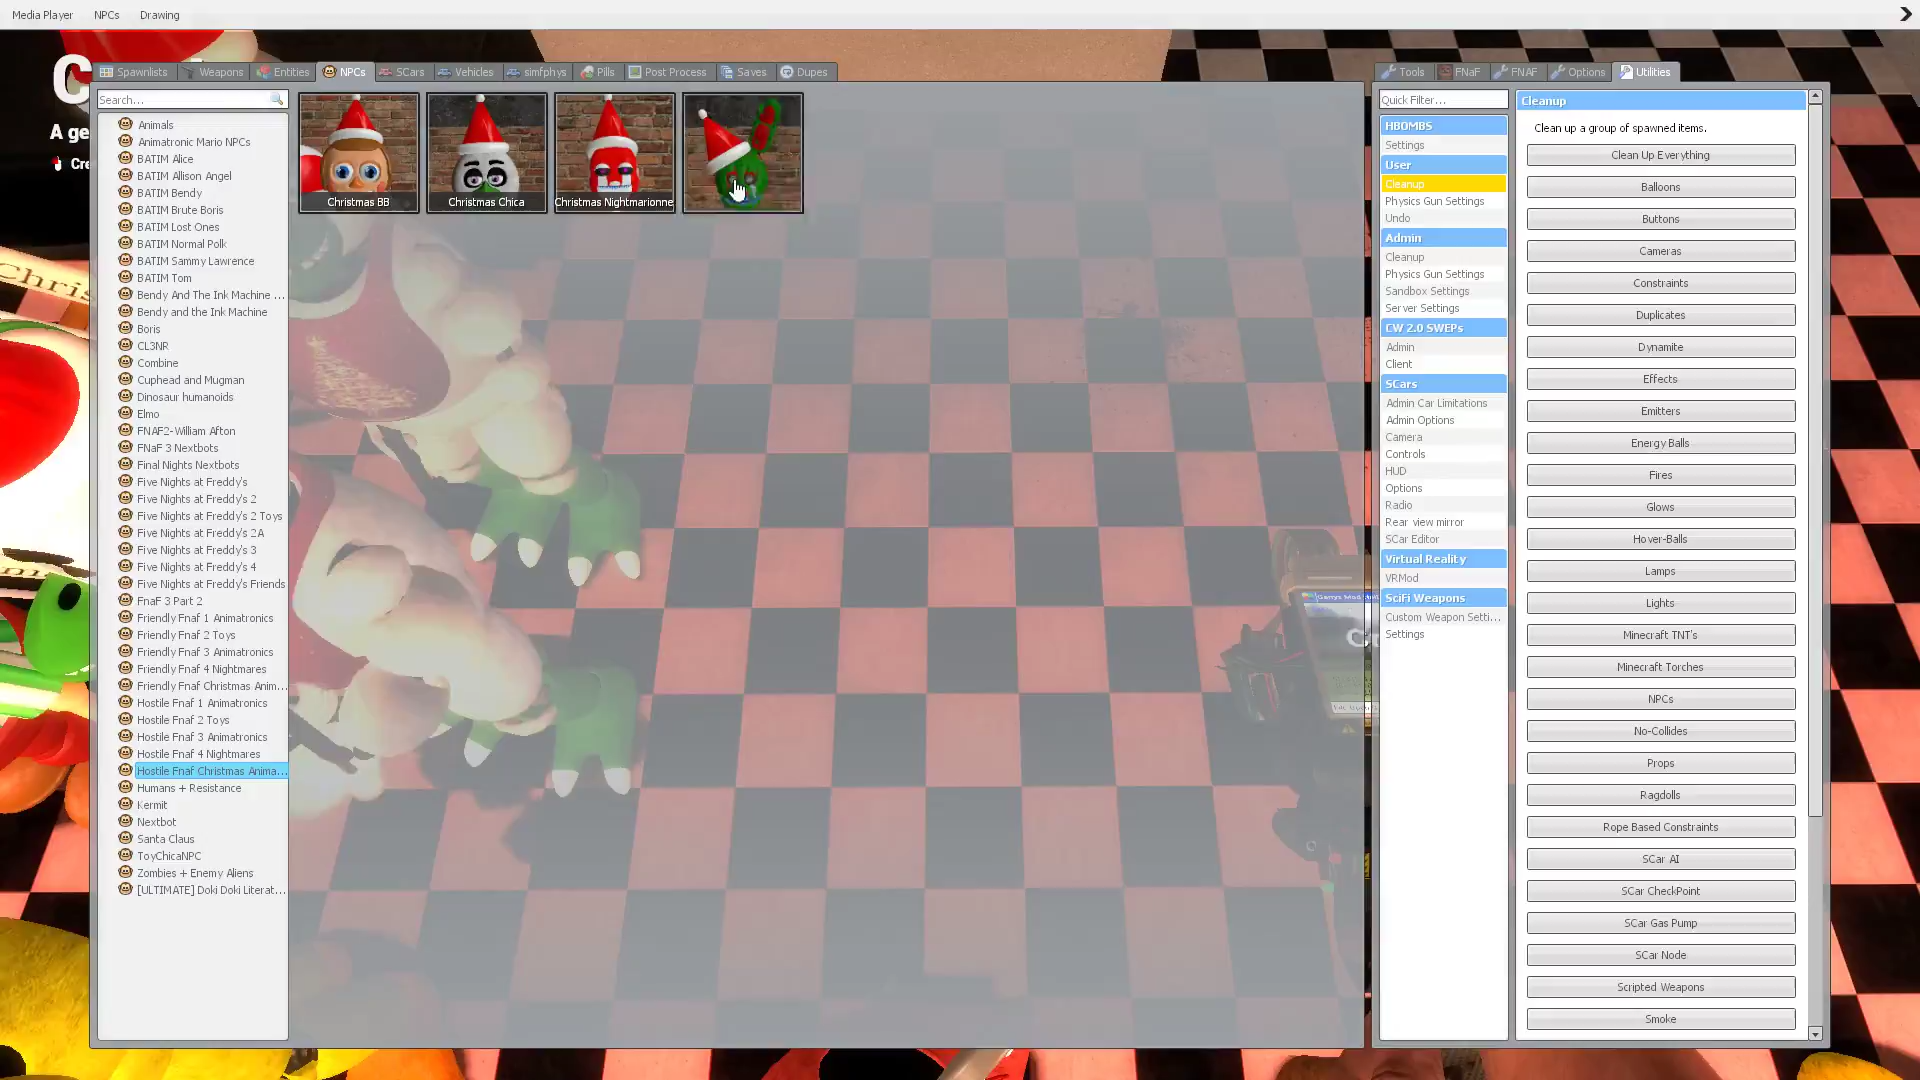 Media Player
NPCs
Drawing
C
A ge
Cre
Chris
Spawnlists
Weapons
Entities
NPCs
SCars
Vehicles
simfphys
Pills
Post Process
Saves
Dupes
Search...
Animals
Animatronic Mario NPCs
BATIM Alice
BATIM Allison Angel
BATIM Bendy
BATIM Brute Boris
BATIM Lost Ones
BATIM Normal Polk
BATIM Sammy Lawrence
BATIM Tom
Bendy And The Ink Machine ...
Bendy and the Ink Machine
Boris
CL3NR
Combine
Cuphead and Mugman
Dinosaur humanoids
Elmo
FNAF2-William Afton
FNaF 3 Nextbots
Final Nights Nextbots
Five Nights at Freddy's
Five Nights at Freddy's 2
Five Nights at Freddy's 2 Toys
Five Nights at Freddy's 2A
Five Nights at Freddy's 3
Five Nights at Freddy's 4
Five Nights at Freddy's Friends
FnaF 3 Part 2
Friendly Fnaf 1 Animatronics
Friendly Fnaf 2 Toys
Friendly Fnaf 3 Animatronics
Friendly Fnaf 4 Nightmares
Friendly Fnaf Christmas Anim...
Hostile Fnaf 1 Animatronics
Hostile Fnaf 2 Toys
Hostile Fnaf 3 Animatronics
Hostile Fnaf 4 Nightmares
Hostile Fnaf Christmas Anima...
Humans + Resistance
Kermit
Nextbot
Santa Claus
ToyChicaNPC
Zombies + Enemy Aliens
[ULTIMATE] Doki Doki Literat...
Christmas BB
Christmas Chica
Christmas Nightmarionne
Tools
FNaF
FNAF
Options
Utilities
Quick Filter...
HBOMBS
Settings
User
Cleanup
Physics Gun Settings
Undo
Admin
Cleanup
Physics Gun Settings
Sandbox Settings
Server Settings
CW 2.0 SWEPs
Admin
Client
SCars
Admin Car Limitations
Admin Options
Camera
Controls
HUD
Options
Radio
Rear view mirror
SCar Editor
Virtual Reality
VRMod
SciFi Weapons
Custom Weapon Setti...
Settings
Cleanup
Clean up a group of spawned items.
Clean Up Everything
Balloons
Buttons
Cameras
Constraints
Duplicates
Dynamite
Effects
Emitters
Energy Balls
Fires
Glows
Hover-Balls
Lamps
Lights
Minecraft TNT's
Minecraft Torches
NPCs
No-Collides
Props
Ragdolls
Rope Based Constraints
SCar AI
SCar CheckPoint
SCar Gas Pump
SCar Node
Scripted Weapons
Smoke